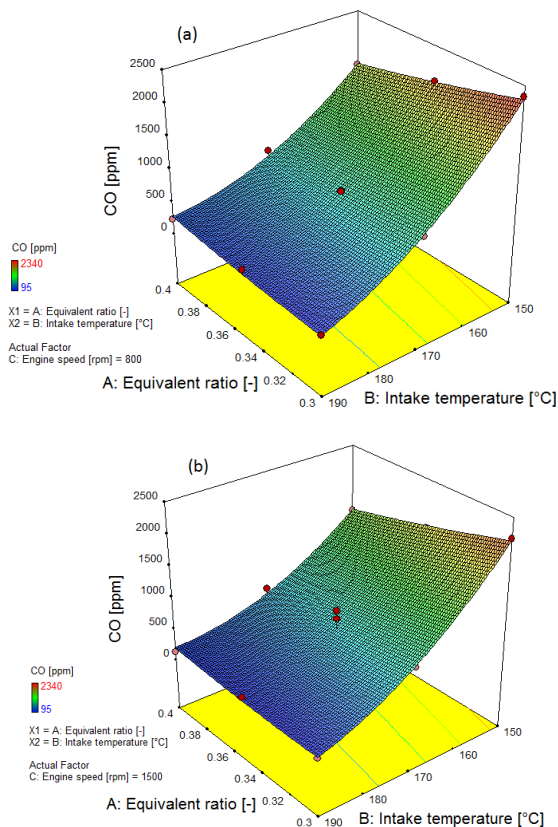 (a)
2500
2000
1500
1000
500
0
CO [ppm]
CO [ppm]
2340
95
X1 = A: Equivalent ratio [-]
X2 = B: Intake temperature [°C]
Actual Factor
C: Engine speed [rpm] = 800
0.4
0.38
0.36
0.34
0.32
0.3
A: Equivalent ratio [-]
190
180
170
160
150
B: Intake temperature [°C]
(b)
2500
2000
1500
1000
500
0
CO [ppm]
CO [ppm]
2340
95
X1 = A: Equivalent ratio [-]
X2 = B: Intake temperature [°C]
Actual Factor
C: Engine speed [rpm] = 1500
0.4
0.38
0.36
0.34
0.32
0.3
A: Equivalent ratio [-]
190
180
170
160
150
B: Intake temperature [°C]